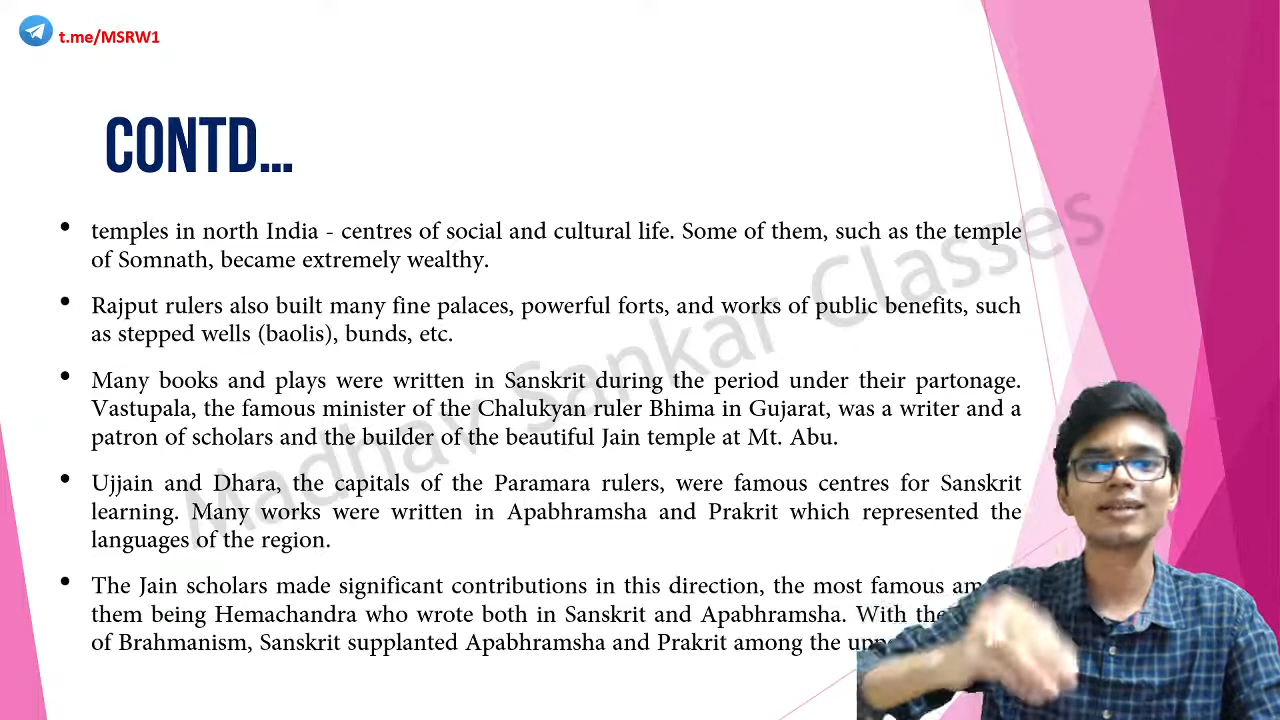 t.me/MSRW1
CONTD...
• temples in north India - centres of social and cultural life. Some of them, such as the temple
of Somnath, became extremely wealthy.
• Rajput rulers also built many fine palaces, powerful forts, and works of public benefits, such
as stepped wells (baolis), bunds, etc.
• Many books and plays were written in Sanskrit during the period under their partonage.
Vastupala, the famous minister of the Chalukyan ruler Bhima in Gujarat, was a writer and a
patron of scholars and the builder of the beautiful Jain temple at Mt. Abu.
• Ujjain and Dhara, the capitals of the Paramara rulers, were famous centres for Sanskrit
learning. Many works were written in Apabhramsha and Prakrit which represented the
languages of the region.
• The Jain scholars made significant contributions in this direction, the most famous
them being Hemachandra who wrote both in Sanskrit and Apabhramsha. With
of Brahmanism, Sanskrit supplanted Apabhramsha and Prakrit among the
Madhav Sankar Classes